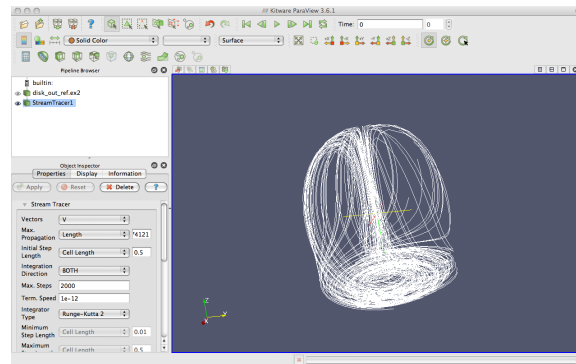 Kitware ParaView 3.6.1
Time: 0 0
Solid Color Surface
Pipeline Browser
builtin:
disk_out_ref.ex2
StreamTracer1
Object Inspector
Properties Display Information
Apply Reset Delete ?
Stream Tracer
Vectors V
Max. Propagation Length 74121
Initial Step Length Cell Length 0.5
Integration Direction BOTH
Max. Steps 2000
Term. Speed 1e-12
Integrator Type Runge-Kutta 2
Minimum Step Length Cell Length 0.01
Maximum Cell Length 0.5
Z
Y
X